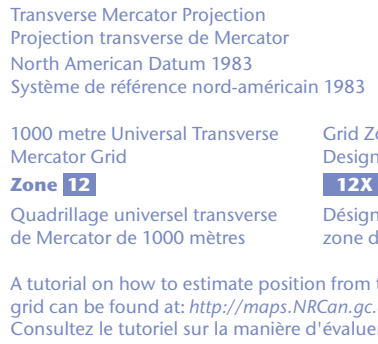 Transverse Mercator Projection
Projection transverse de Mercator
North American Datum 1983
Système de référence nord-américain 1983
1000 metre Universal Transverse
Mercator Grid
Zone 12
Quadrillage universel transverse
de Mercator de 1000 mètres
Grid
12X
zone
A tutorial on how to estimate position from
grid can be found at: http://maps.NRCan.gc.
Consultez le tutoriel sur la manière d'évaluer